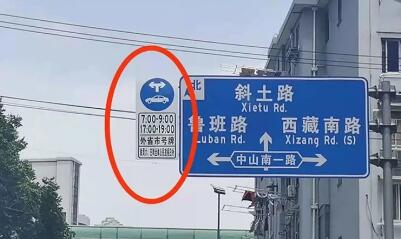 7:00-9:00
17:00-19:00
外省市号牌
北
斜土路
Xietu Rd.
鲁班路
Luban Rd.
西藏南路
Xizang Rd. (S)
中山南一路